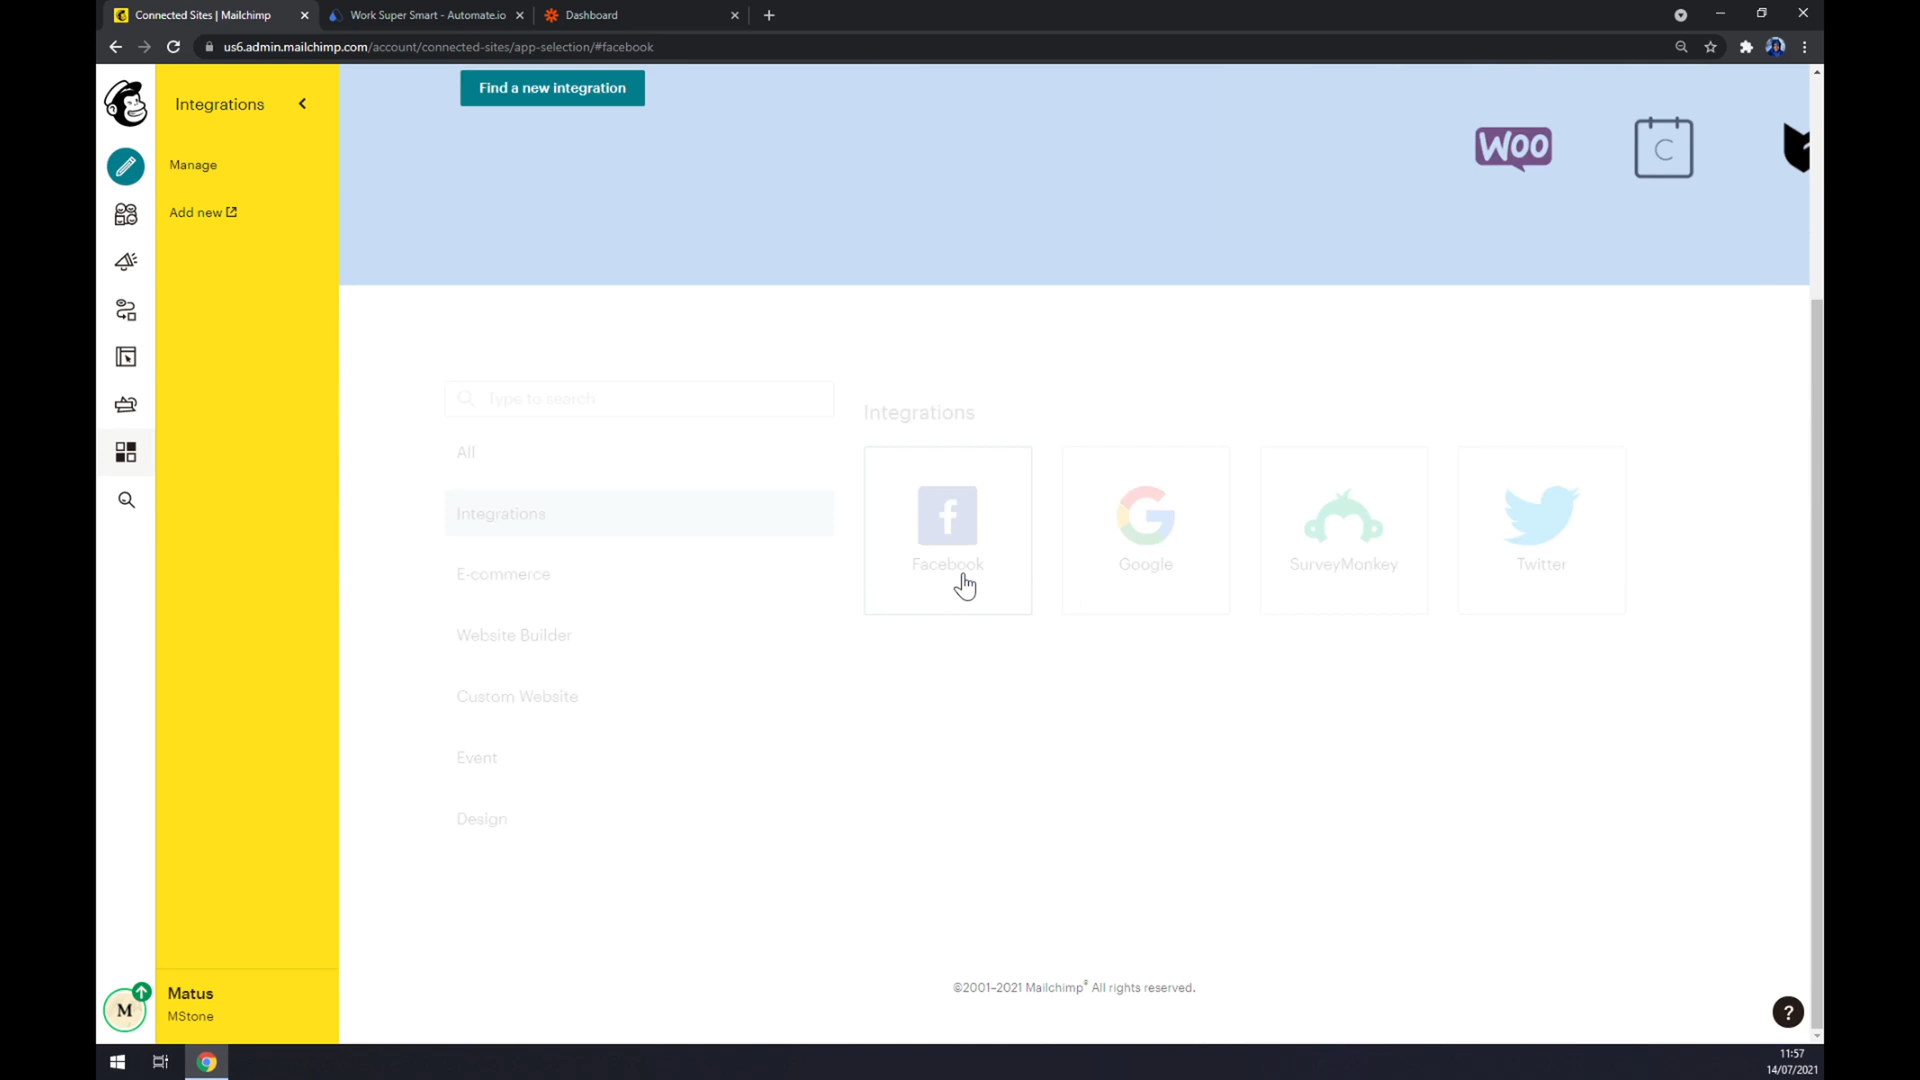 Connected Sites | Mailchimp
Work Super Smart - Automate.io
Dashboard
us6.admin.mailchimp.com/account/connected-sites/app-selection/#facebook
Integrations
Manage
Add new
Find a new integration
WOO
C
Type to search
All
Integrations
E-commerce
Website Builder
Custom Website
Event
Design
Integrations
Facebook
Google
SurveyMonkey
Twitter
©2001-2021 Mailchimp® All rights reserved.
M
Matus
MStone
?
11:57
14/07/2021